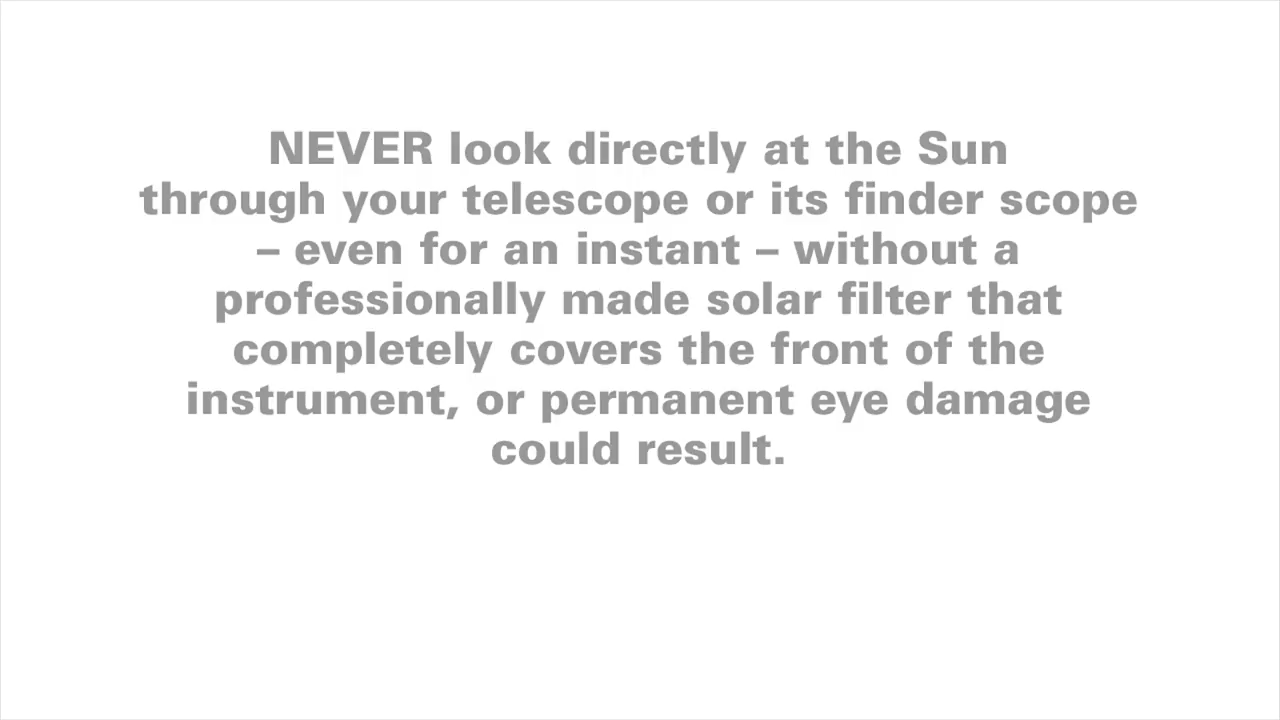 NEVER look directly at the Sun
through your telescope or its finder scope
– even for an instant – without a
professionally made solar filter that
completely covers the front of the
instrument, or permanent eye damage
could result.